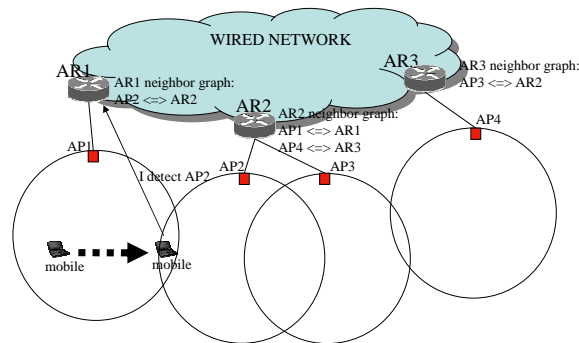 WIRED NETWORK
AR1
AR1 neighbor graph:
AP2 <=> AR2
AR2
AR2 neighbor graph:
AP1 <=> AR1
AP4 <=> AR3
AR3
AR3 neighbor graph:
AP3 <=> AR2
AP1
I detect AP2
AP2
AP3
AP4
mobile
mobile